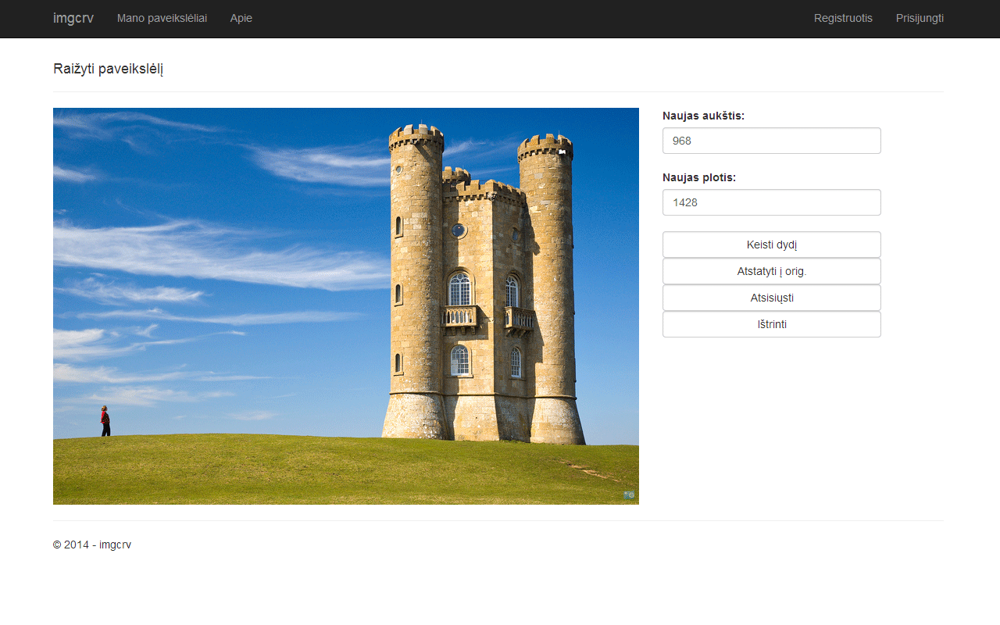 imgcrv Mano paveikslėliai Apie Registruotis Prisijungti
Raižyti paveikslėlį
Naujas aukštis:
968
Naujas plotis:
1428
Keisti dydį
Atstatyti į orig.
Atsisiųsti
Ištrinti
© 2014 - imgcrv